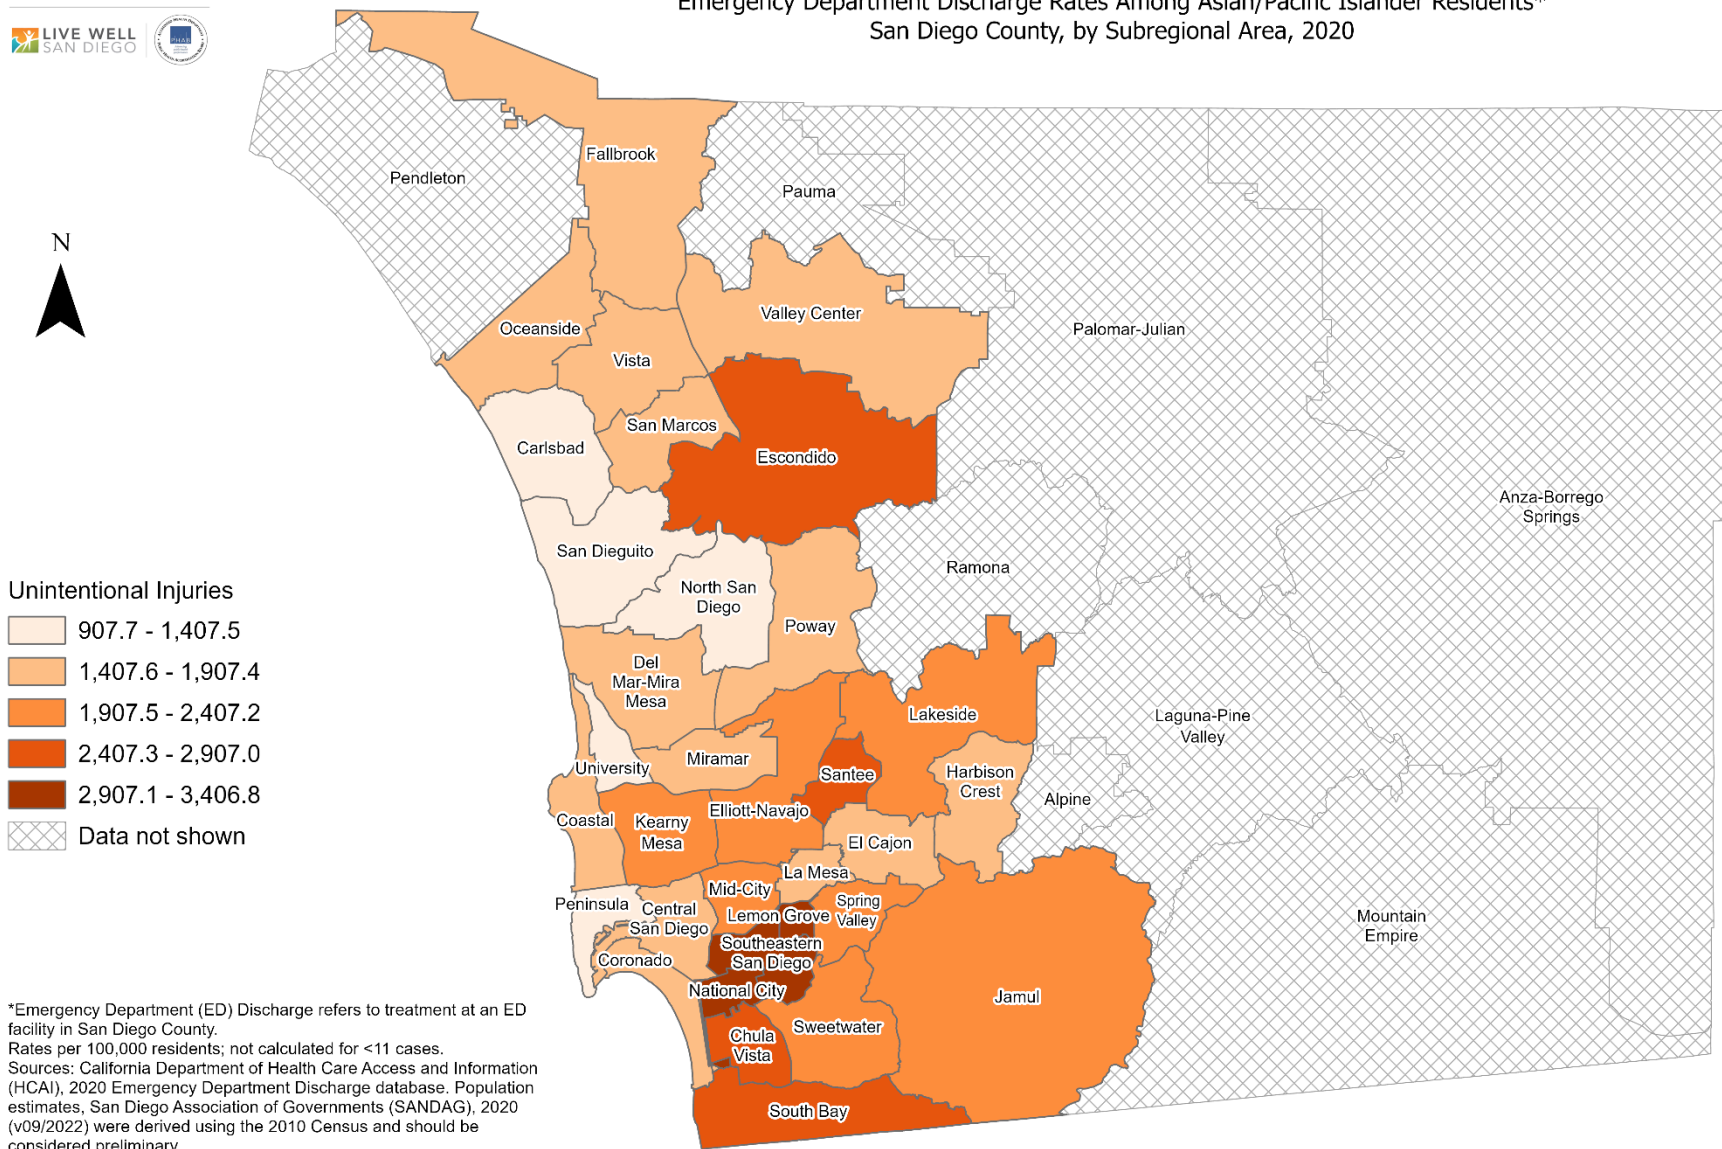 Emergency Department Discharge Rates Among Asian/Pacific Islander Residents*
San Diego County, by Subregional Area, 2020
LIVE WELL
SAN DIEGO
PHAB
N
Pendleton
Fallbrook
Pauma
Oceanside
Vista
Valley Center
Palomar-Julian
San Marcos
Carlsbad
Escondido
Anza-Borrego
Springs
San Dieguito
North San
Diego
Ramona
Poway
Del
Mar-Mira
Mesa
Lakeside
Laguna-Pine
Valley
University
Miramar
Santee
Harbison
Crest
Alpine
Coastal
Kearny
Mesa
Elliott-Navajo
El Cajon
La Mesa
Mid-City
Peninsula
Central
San Diego
Lemon Grove
Spring
Valley
Mountain
Empire
Southeastern
San Diego
Coronado
National City
Jamul
Sweetwater
Chula
Vista
South Bay
Unintentional Injuries
907.7 - 1,407.5
1,407.6 - 1,907.4
1,907.5 - 2,407.2
2,407.3 - 2,907.0
2,907.1 - 3,406.8
Data not shown
*Emergency Department (ED) Discharge refers to treatment at an ED
facility in San Diego County.
Rates per 100,000 residents; not calculated for <11 cases.
Sources: California Department of Health Care Access and Information
(HCAI), 2020 Emergency Department Discharge database. Population
estimates, San Diego Association of Governments (SANDAG), 2020
(v09/2022) were derived using the 2010 Census and should be
considered preliminary.